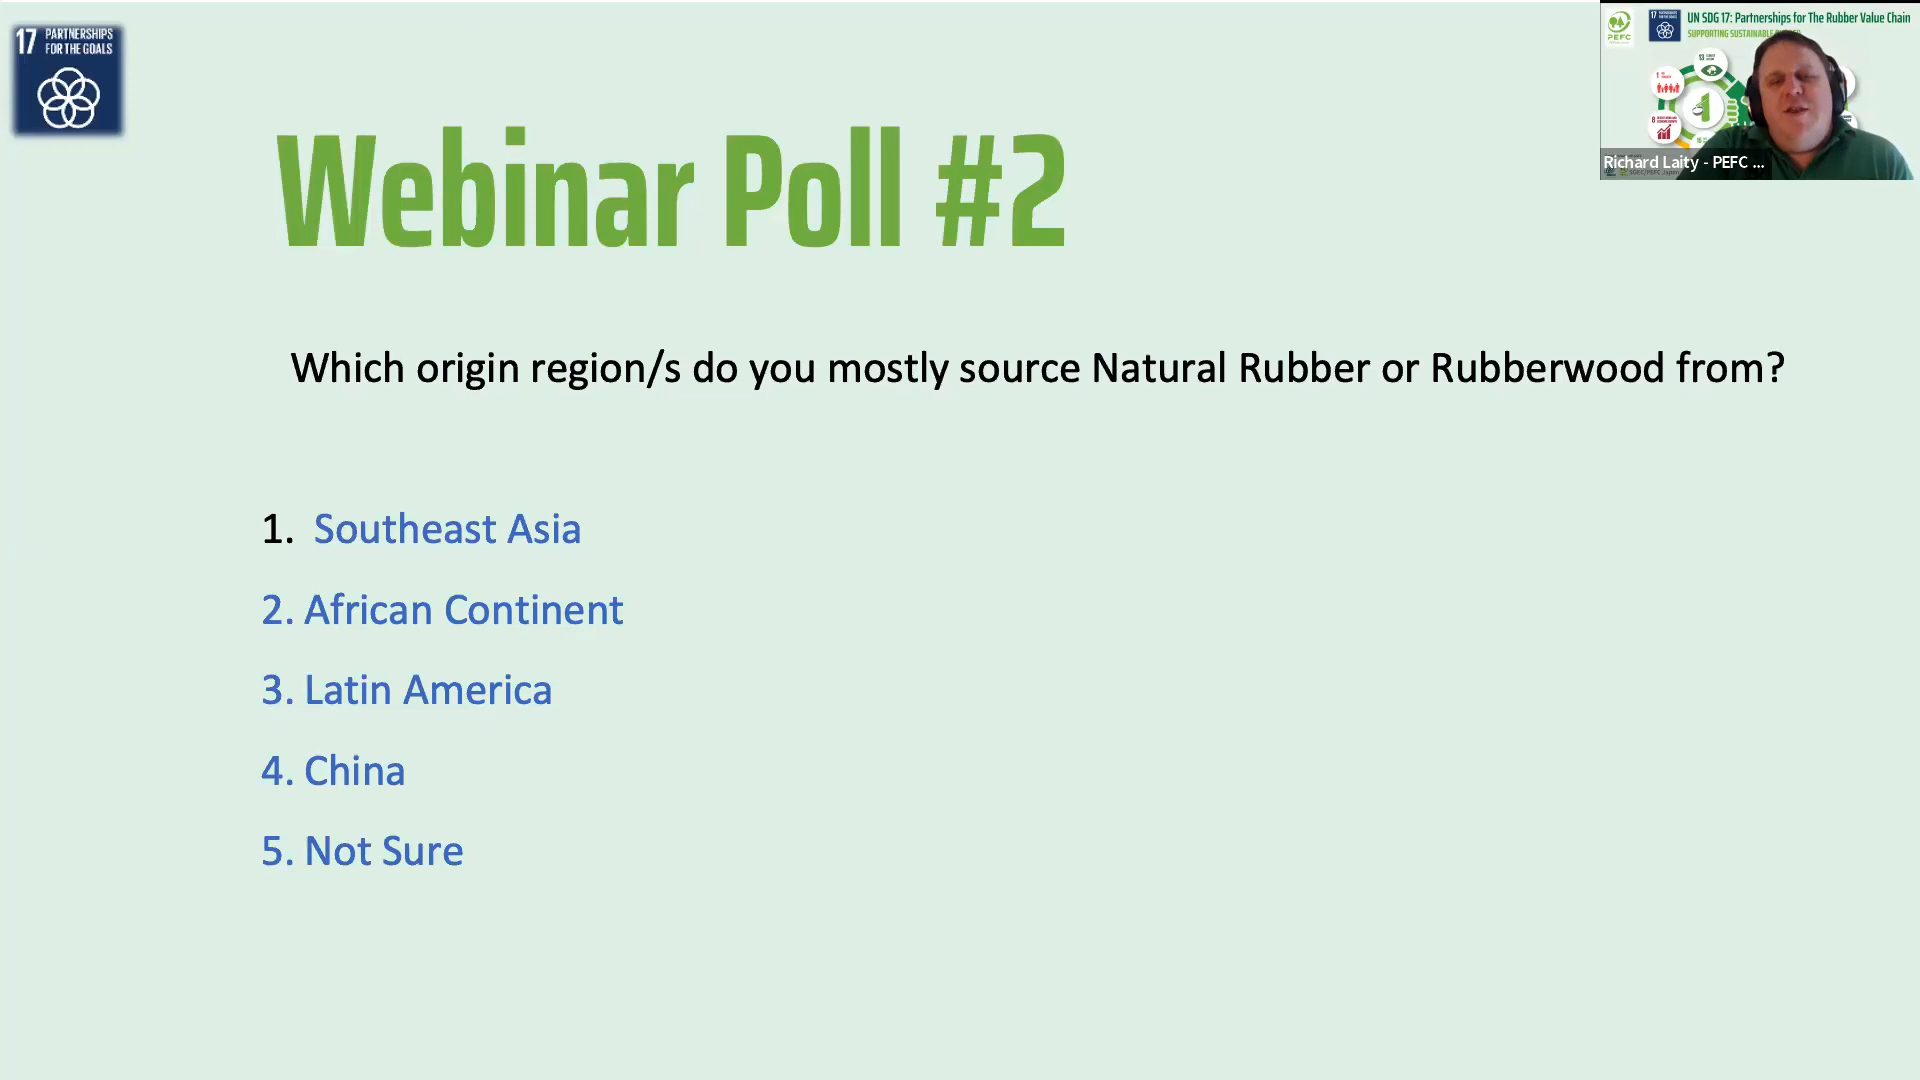 17 PARTNERSHIPS
FOR THE GOALS
UN SDG 17: Partnerships for The Rubber Value Chain
SUPPORTING SUSTAINABLE
PEFC
Richard Laity - PEFC ...
Webinar Poll #2
Which origin region/s do you mostly source Natural Rubber or Rubberwood from?
1. Southeast Asia
2. African Continent
3. Latin America
4. China
5. Not Sure